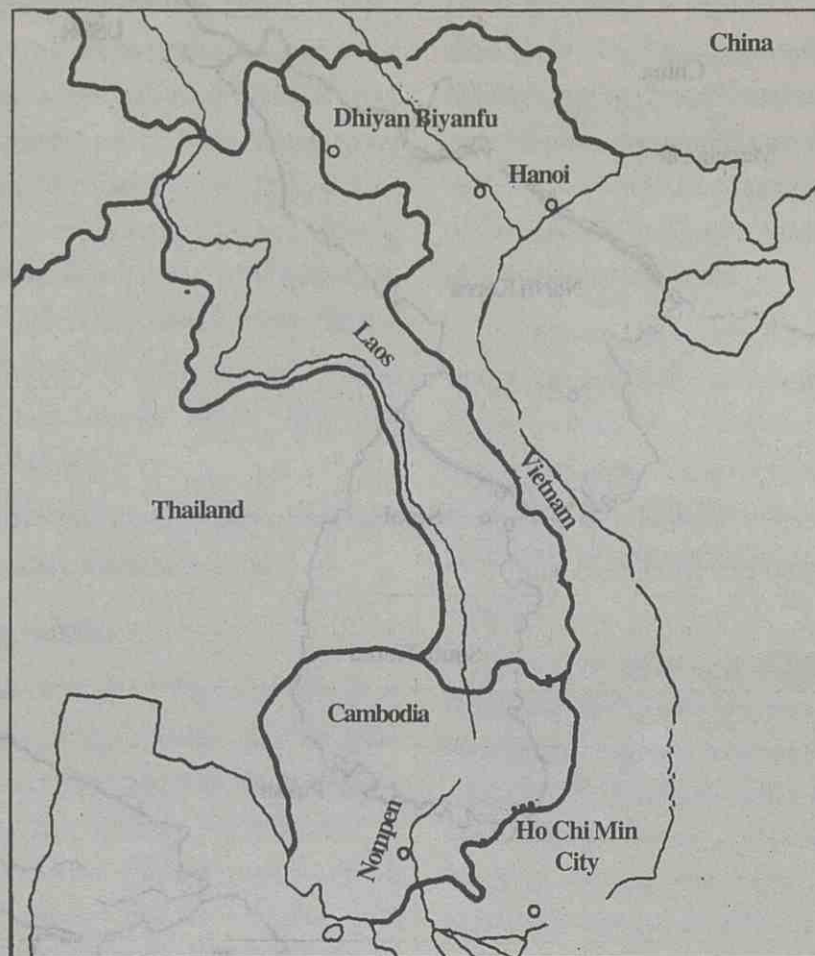 China
Dhiyan Biyanfu
Hanoi
Laos
Vietnam
Thailand
Cambodia
Nompen
Ho Chi Min
City